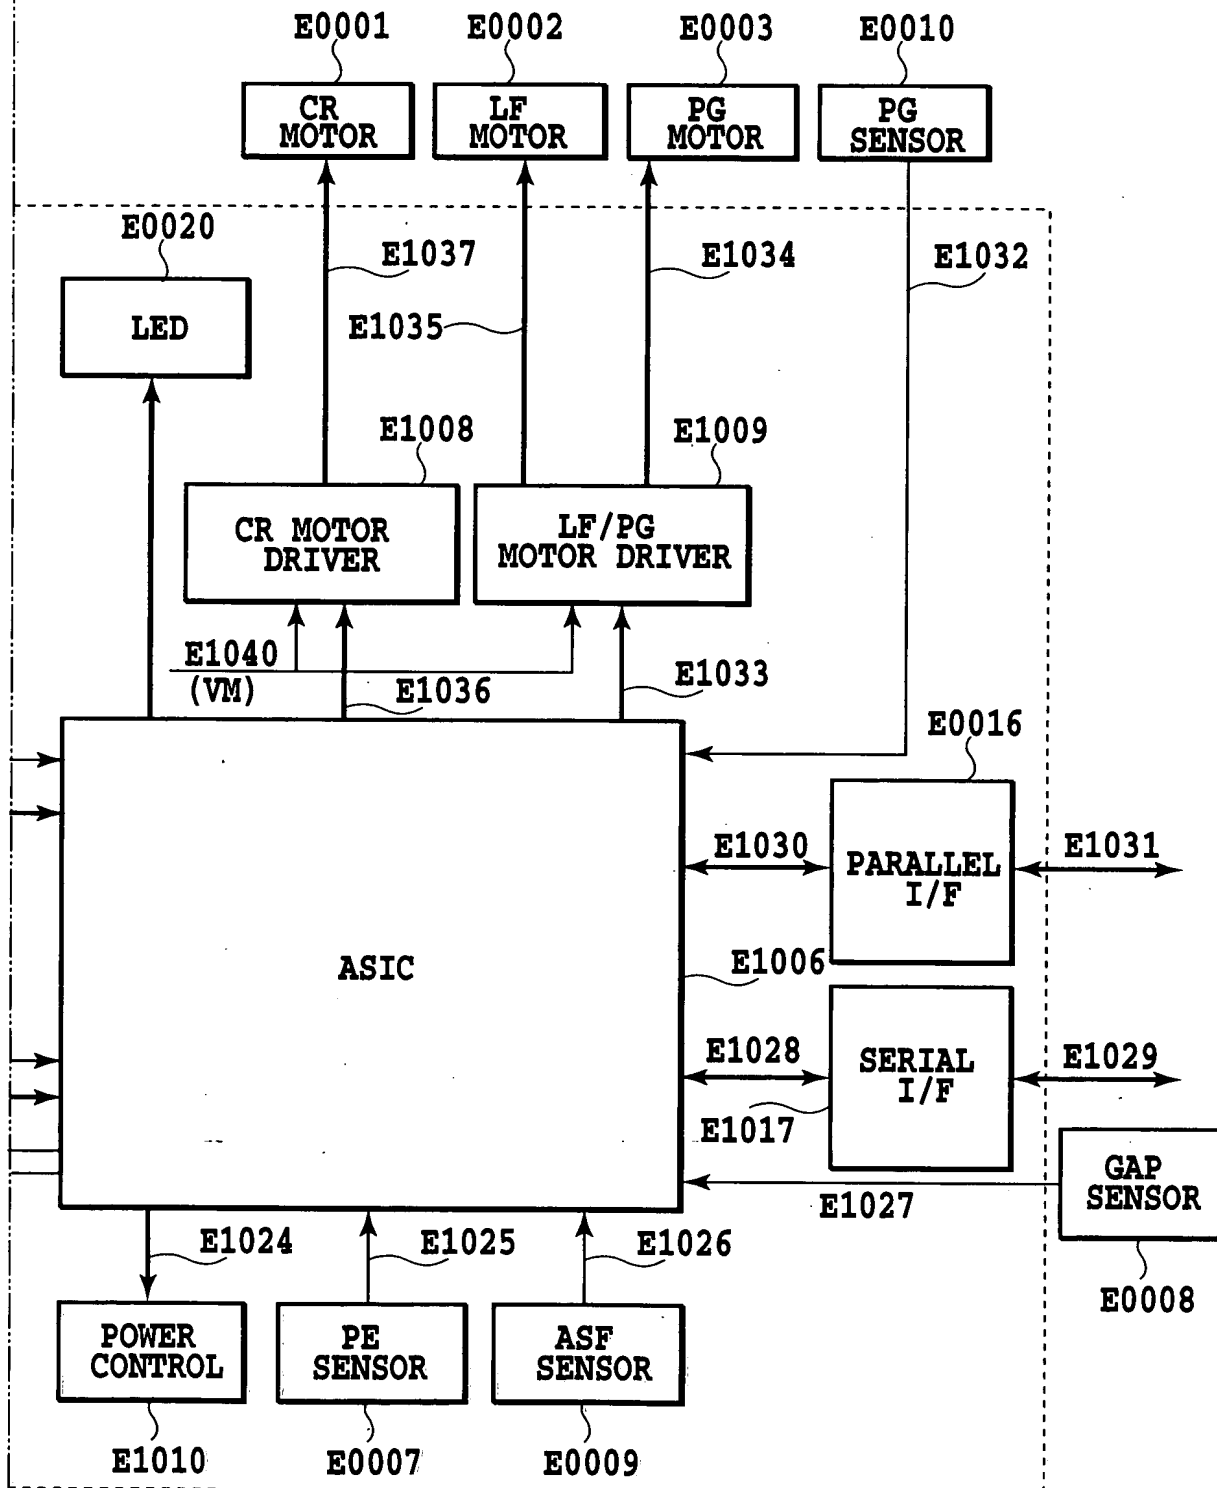 E0001
E0002
E0003
E0010
CR
MOTOR
LF
MOTOR
PG
MOTOR
PG
SENSOR
E0020
E1037
E1034
E1032
LED
E1035
E1008
E1009
CR MOTOR
DRIVER
LF/PG
MOTOR DRIVER
E1040
(VM)
E1036
E1033
E0016
E1030
PARALLEL
I/F
E1031
ASIC
E1006
E1028
SERIAL
I/F
E1029
E1017
GAP
SENSOR
E1027
E1024
E1025
E1026
E0008
POWER
CONTROL
PE
SENSOR
ASF
SENSOR
E1010
E0007
E0009